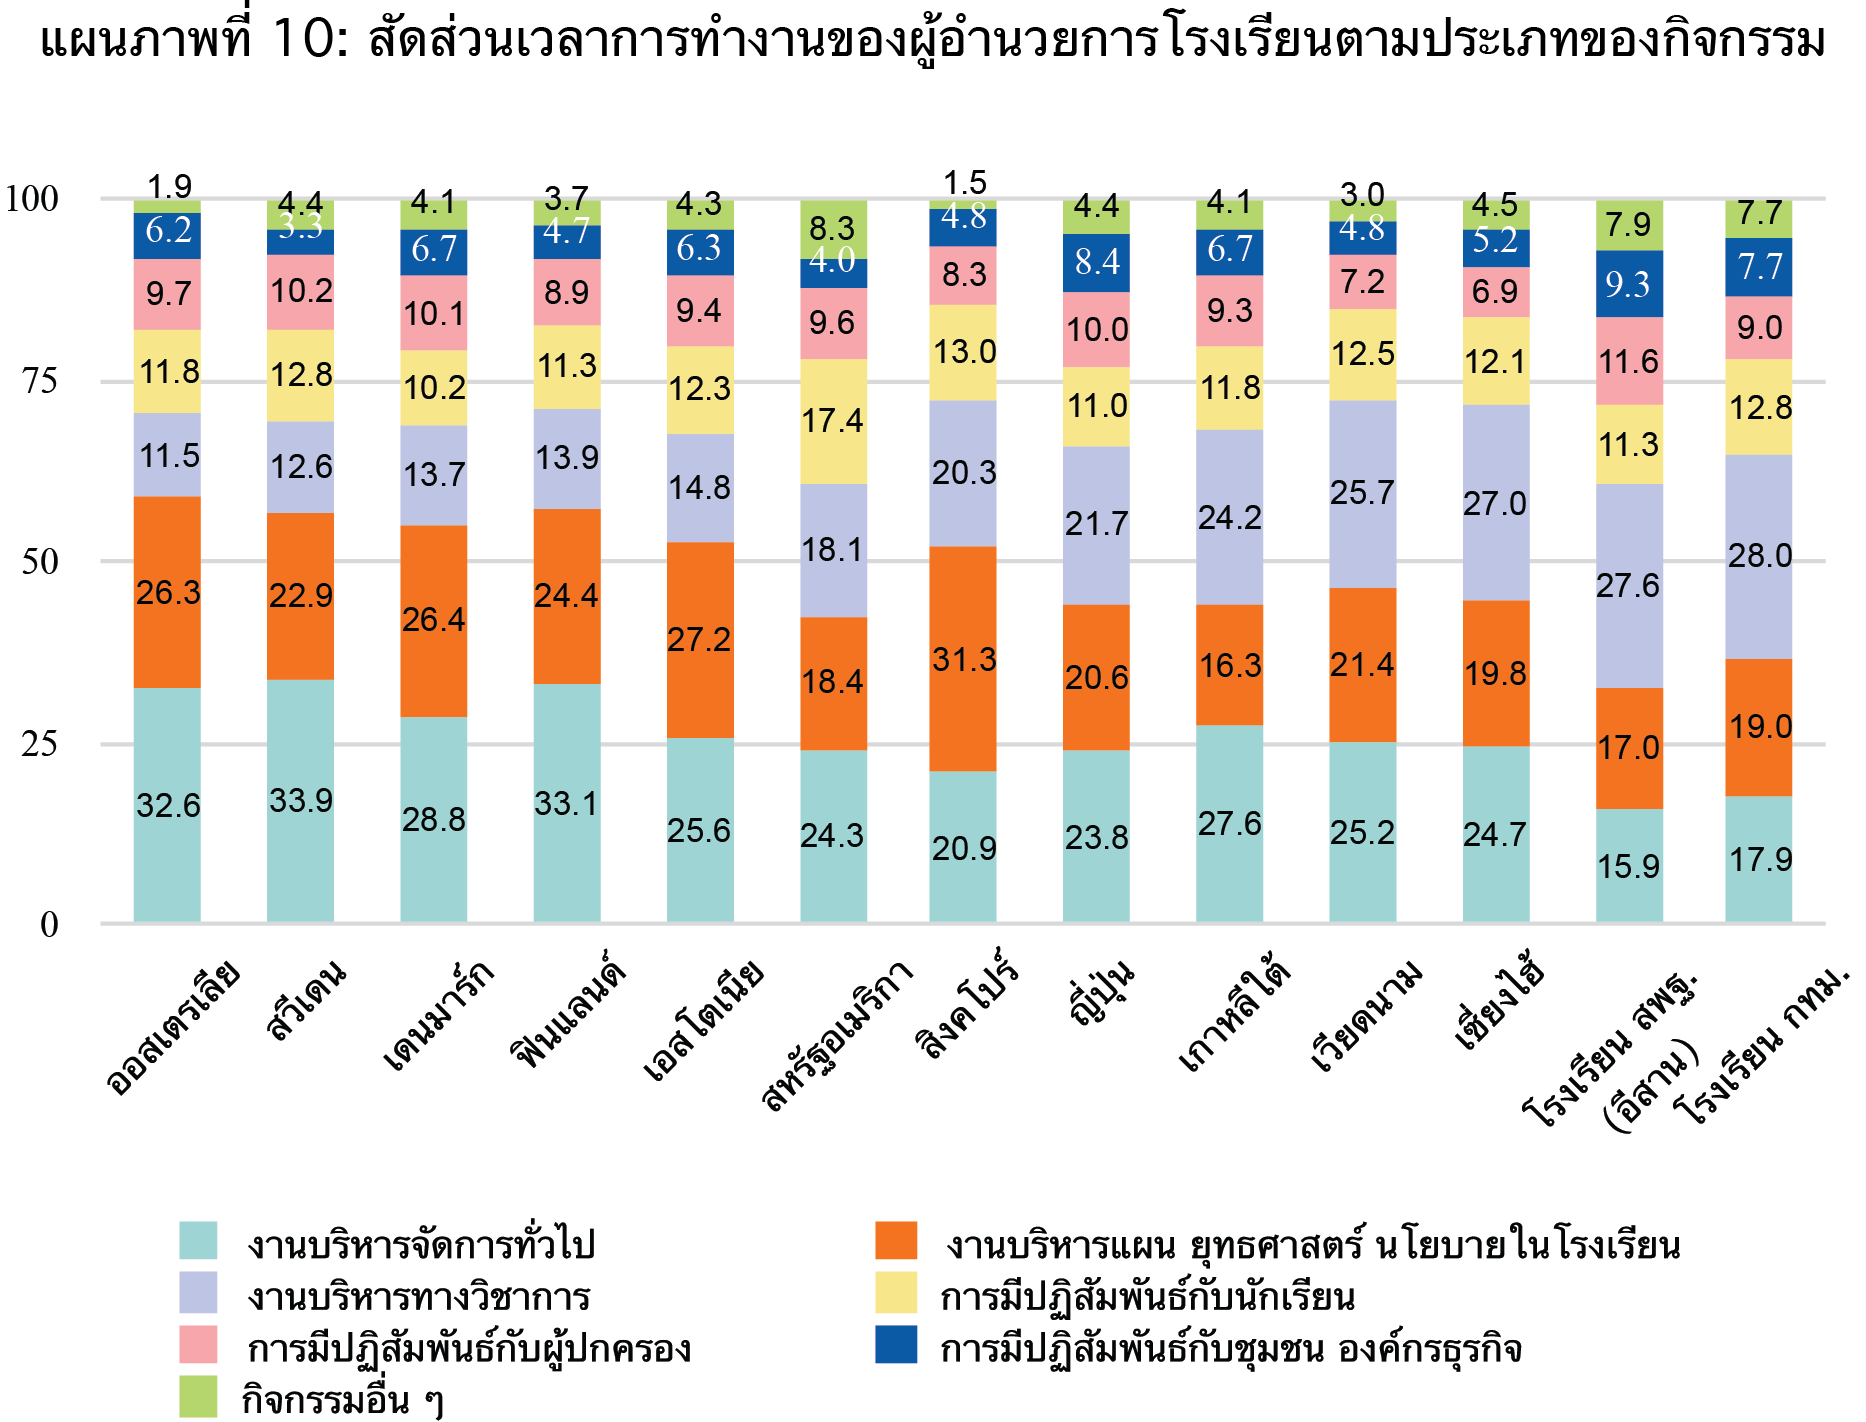 แผนภาพที่ 10: สัดส่วนเวลาการทำงานของผู้อำนวยการโรงเรียนตามประเภทของกิจกรรม
1.9 4.4 4.1 3.7 4.3 8.3 1.5 4.4 4.1 3.0 4.5 7.9 7.7
100
6.2 3.3 6.7 4.7 6.3 4.0 4.8 8.4 6.7 4.8 5.2 9.3 7.7
9.7 10.2 10.1 8.9 9.4 9.6 8.3 10.0 9.3 7.2 6.9 11.6 9.0
11.8 12.8 10.2 11.3 12.3 17.4 13.0 11.0 11.8 12.5 12.1 11.3 12.8
75
11.5 12.6 13.7 13.9 14.8 18.1 20.3 21.7 24.2 25.7 27.0 27.6 28.0
50
26.3 22.9 26.4 24.4 27.2 18.4 31.3 20.6 16.3 21.4 19.8 17.0 19.0
25
32.6 33.9 28.8 33.1 25.6 24.3 20.9 23.8 27.6 25.2 24.7 15.9 17.9
0
ออสเตรเลีย
สวีเดน
เดนมาร์ก
ฟินแลนด์
เอสโตเนีย
สหรัฐอเมริกา
สิงคโปร์
ญี่ปุ่น
เกาหลีใต้
เวียดนาม
เซี่ยงไฮ้
โรงเรียน สพฐ.
(อีสาน)
โรงเรียน กทม.
งานบริหารจัดการทั่วไป
งานบริหารแผน ยุทธศาสตร์ นโยบายในโรงเรียน
งานบริหารทางวิชาการ
การมีปฏิสัมพันธ์กับนักเรียน
การมีปฏิสัมพันธ์กับผู้ปกครอง
การมีปฏิสัมพันธ์กับชุมชน องค์กรธุรกิจ
กิจกรรมอื่น ๆ